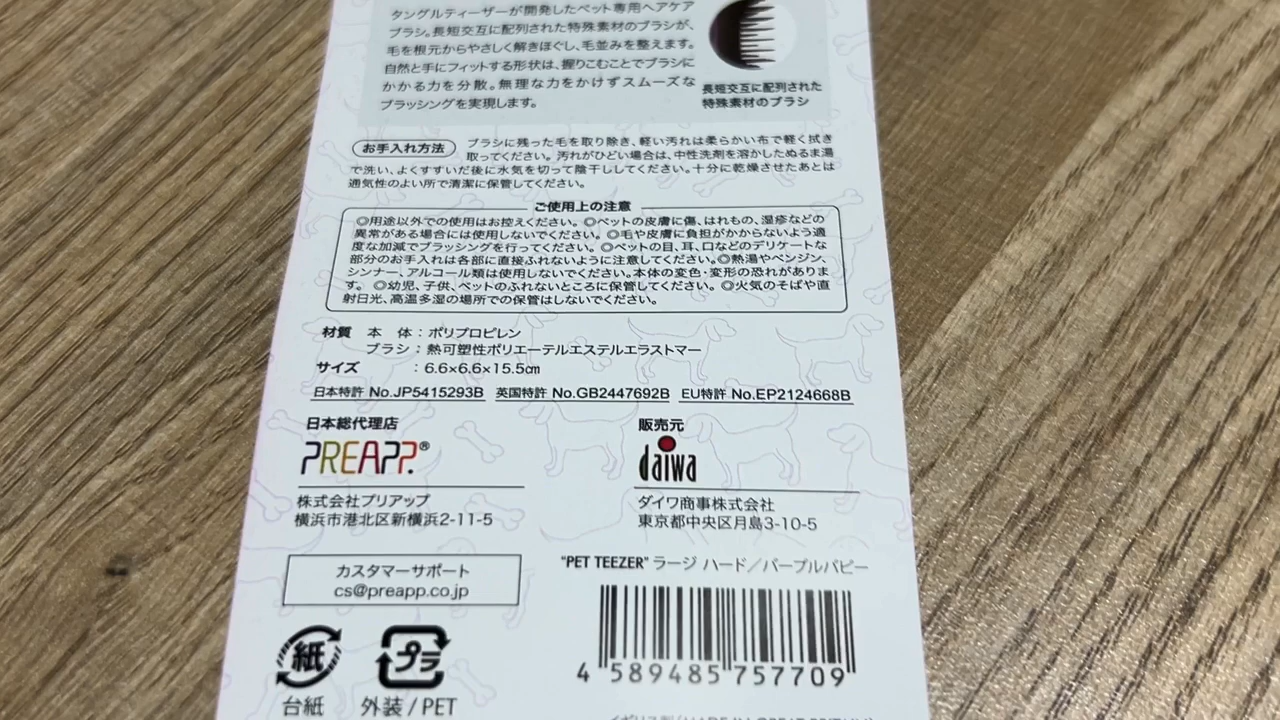 タングルティーザーが開発したペット専用ヘアケア
ブラシ。長短交互に配列された特殊素材のブラシが、
毛を根元からやさしく解きほぐし、毛並みを整えます。
自然と手にフィットする形状は、握りこむことでブラシに
かかる力を分散。無理な力をかけずスムーズな
ブラッシングを実現します。
長短交互に配列された
特殊素材のブラシ
お手入れ方法
ブラシに残った毛を取り除き、軽い汚れは柔らかい布で軽く拭き
取ってください。汚れがひどい場合は、中性洗剤を溶かしたぬるま湯
で洗い、よくすすいだ後に水気を切って陰干ししてください。十分に乾燥させたあとは
通気性のよい所で清潔に保管してください。
ご使用上の注意
◎用途以外での使用はお控えください。◎ペットの皮膚に傷、はれもの、湿疹などの
異常がある場合には使用しないでください。◎毛や皮膚に負担がかからないよう適
度な加減でブラッシングを行ってください。◎ペットの目、耳、口などのデリケートな
部分のお手入れは各部に直接ふれないように注意してください。◎熱湯やベンジン、
シンナー、アルコール類は使用しないでください。本体の変色・変形の恐れがありま
す。◎幼児、子供、ペットのふれないところに保管してください。◎火気のそばや直
射日光、高温多湿の場所での保管はしないでください。
材質 本 体：ポリプロピレン
ブラシ：熱可塑性ポリエーテルエステルエラストマー
サイズ ：6.6×6.6×15.5㎝
日本特許 No.JP5415293B 英国特許 No.GB2447692B EU特許 No.EP2124668B
日本総代理店
PREAPP.®
株式会社プリアップ
横浜市港北区新横浜2-11-5
販売元
daiwa
ダイワ商事株式会社
東京都中央区月島3-10-5
カスタマーサポート
cs@preapp.co.jp
"PET TEEZER" ラージ ハード／パープルパピー
4 589485 757709
紙
台紙
プラ
外装 / PET